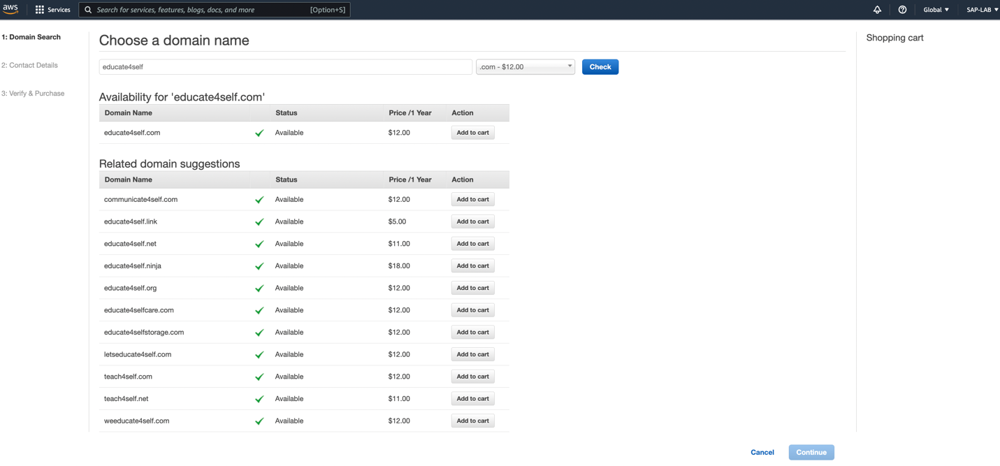 aws Services Search for services, features, blogs, docs, and more [Option+S] Global ▼ SAP-LAB ▼
1: Domain Search
2: Contact Details
3: Verify & Purchase
Choose a domain name
educate4self .com - $12.00 Check
Availability for 'educate4self.com'
Domain Name Status Price /1 Year Action
educate4self.com Available $12.00 Add to cart
Related domain suggestions
Domain Name Status Price /1 Year Action
communicate4self.com Available $12.00 Add to cart
educate4self.link Available $5.00 Add to cart
educate4self.net Available $11.00 Add to cart
educate4self.ninja Available $18.00 Add to cart
educate4self.org Available $12.00 Add to cart
educate4selfcare.com Available $12.00 Add to cart
educate4selfstorage.com Available $12.00 Add to cart
letseducate4self.com Available $12.00 Add to cart
teach4self.com Available $12.00 Add to cart
teach4self.net Available $11.00 Add to cart
weeducate4self.com Available $12.00 Add to cart
Shopping cart
Cancel Continue